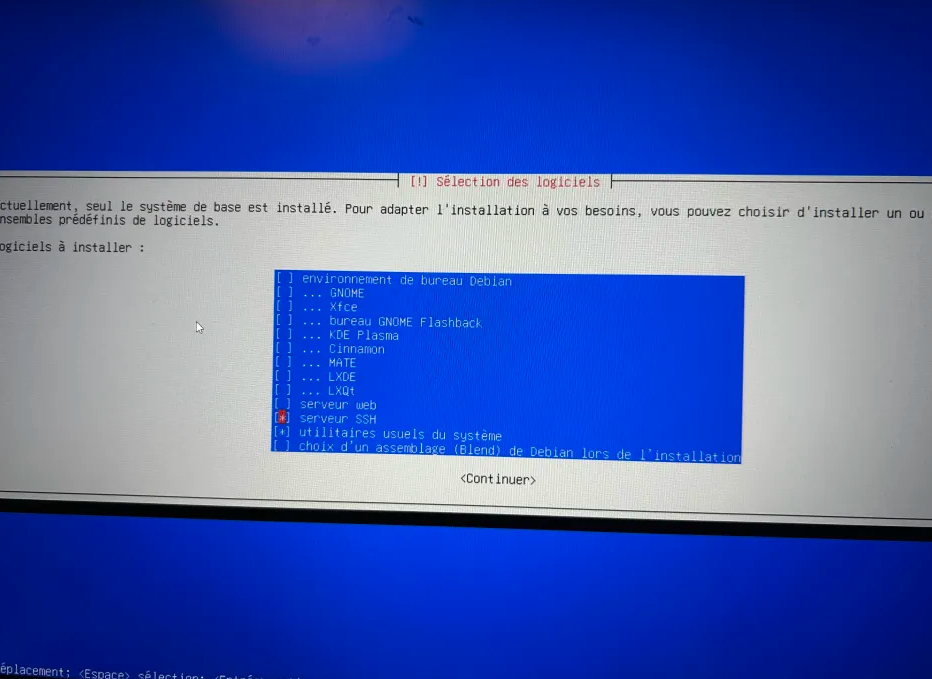 [!] Sélection des logiciels
ctuellement, seul le système de base est installé. Pour adapter l'installation à vos besoins, vous pouvez choisir d'installer un ou
nsembles prédéfinis de logiciels.
ogiciels à installer :
[ ] environnement de bureau Debian
[ ] ... GNOME
[ ] ... Xfce
[ ] ... bureau GNOME Flashback
[ ] ... KDE Plasma
[ ] ... Cinnamon
[ ] ... MATE
[ ] ... LXDE
[ ] ... LXQt
[ ] serveur web
[*] serveur SSH
[*] utilitaires usuels du système
[ ] choix d'un assemblage (Blend) de Debian lors de l'installation
<Continuer>
éplacement; <Espace> sélection;